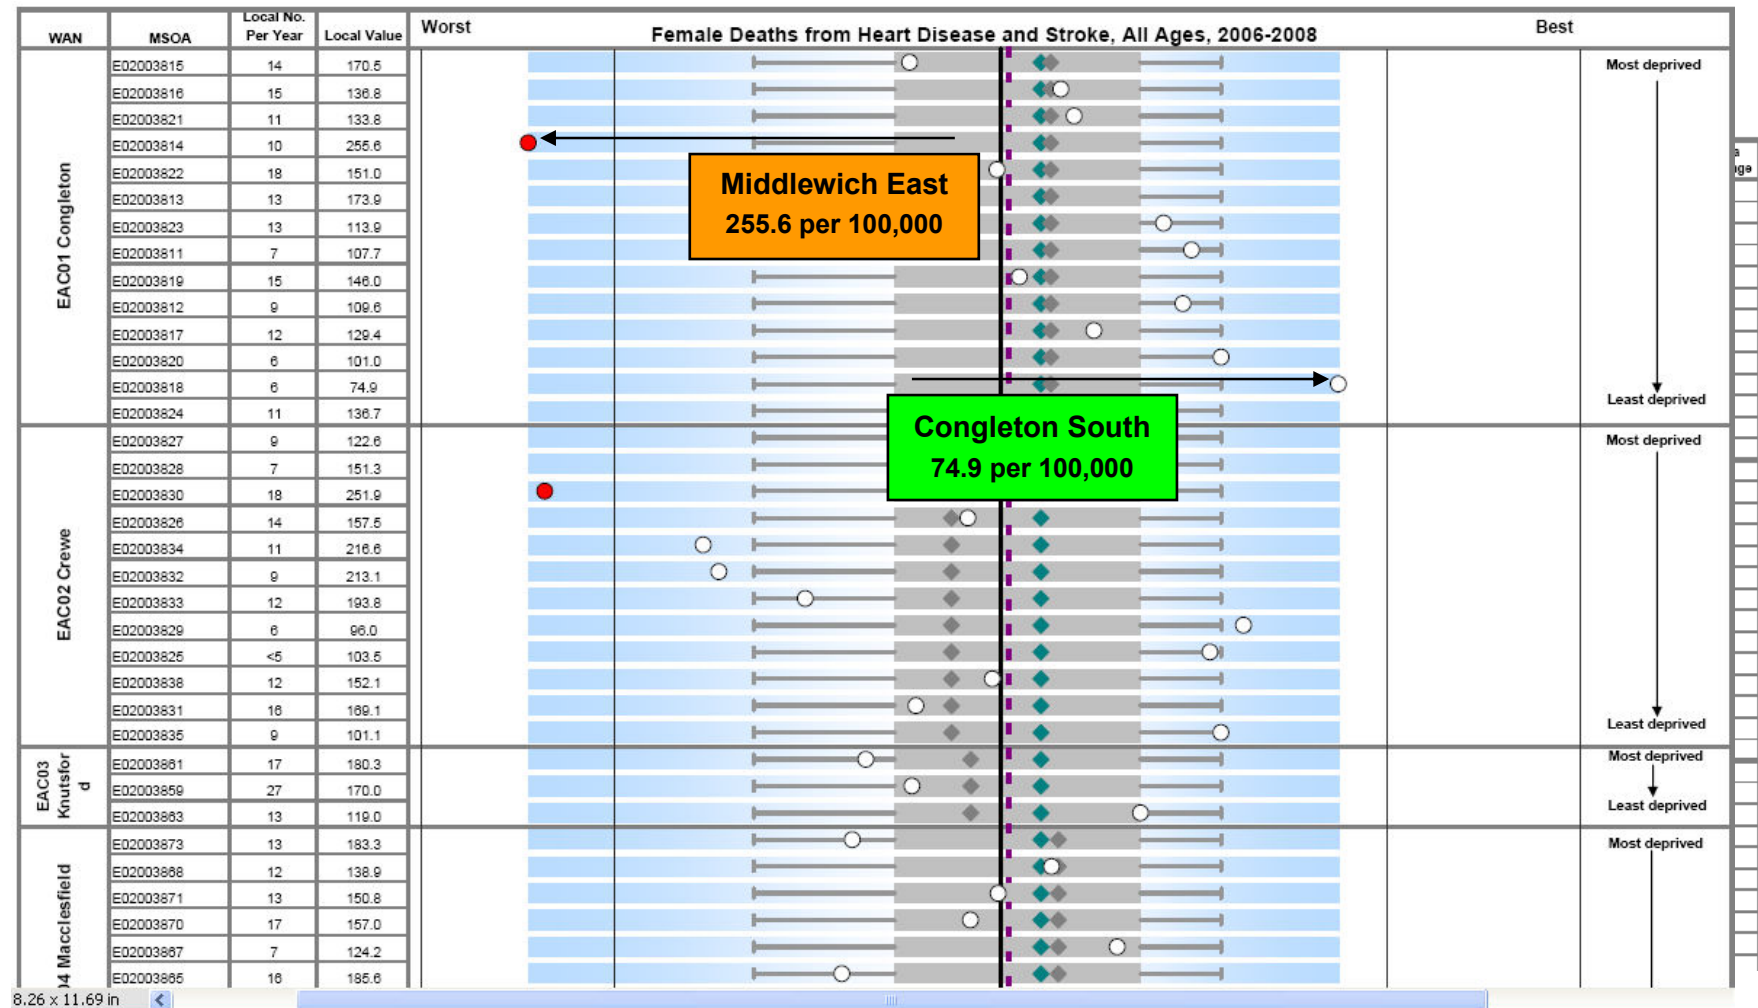 WAN MSOA Local No. Per Year Local Value Worst Female Deaths from Heart Disease and Stroke, All Ages, 2006-2008 Best
EAC01 Congleton
E02003815 14 170.5 Most deprived
E02003816 15 136.8
E02003821 11 133.8
E02003814 10 255.6
E02003822 18 151.0
E02003813 13 173.9
E02003823 13 113.9
E02003811 7 107.7
E02003819 15 146.0
E02003812 9 109.6
E02003817 12 129.4
E02003820 6 101.0
E02003818 6 74.9
E02003824 11 136.7 Least deprived
Middlewich East
255.6 per 100,000
Congleton South
74.9 per 100,000
EAC02 Crewe
E02003827 9 122.6 Most deprived
E02003828 7 151.3
E02003830 18 251.9
E02003826 14 157.5
E02003834 11 216.6
E02003832 9 213.1
E02003833 12 193.8
E02003829 6 96.0
E02003825 <5 103.5
E02003838 12 152.1
E02003831 16 169.1
E02003835 9 101.1 Least deprived
EAC03
Knutsfor
d
E02003861 17 180.3 Most deprived
E02003859 27 170.0
E02003863 13 119.0 Least deprived
04 Macclesfield
E02003873 13 183.3 Most deprived
E02003868 12 138.9
E02003871 13 150.8
E02003870 17 157.0
E02003867 7 124.2
E02003865 16 185.6
8.26 x 11.69 in